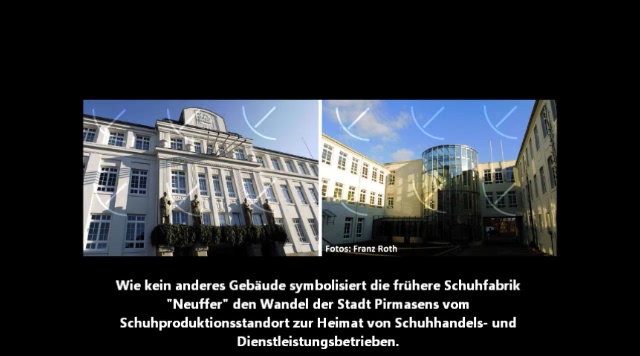 Fotos: Franz Roth
Wie kein anderes Gebäude symbolisiert die frühere Schuhfabrik
"Neuffer" den Wandel der Stadt Pirmasens vom
Schuhproduktionsstandort zur Heimat von Schuhhandels- und
Dienstleistungsbetrieben.